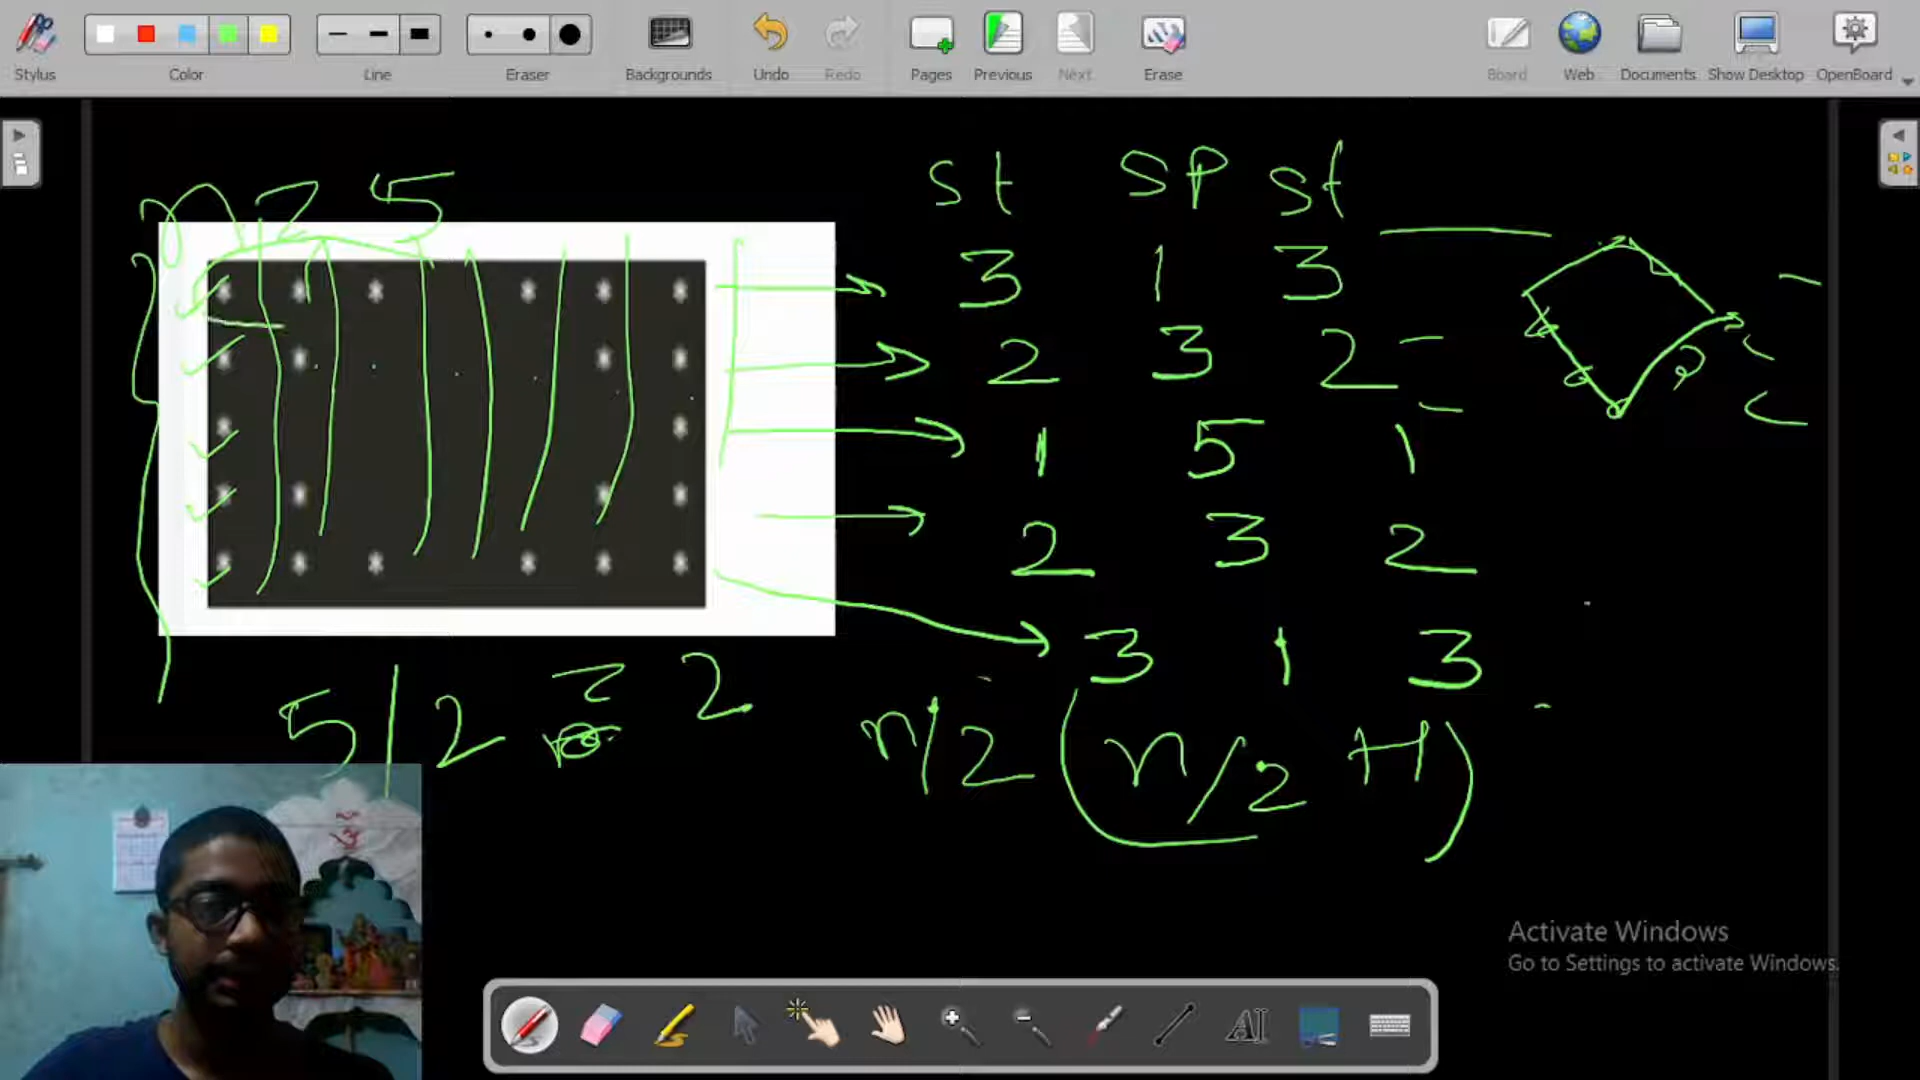 Stylus
Color
Line
Eraser
Backgrounds
Undo
Redo
Pages
Previous
Next
Erase
Board
Web
Documents
Show Desktop
OpenBoard
n = 5
st sp st
3 1 3
2 3 2
1 5 1
2 3 2
3 1 3
5/2 = 2
n/2 (n/2 +1)
Activate Windows
Go to Settings to activate Windows.